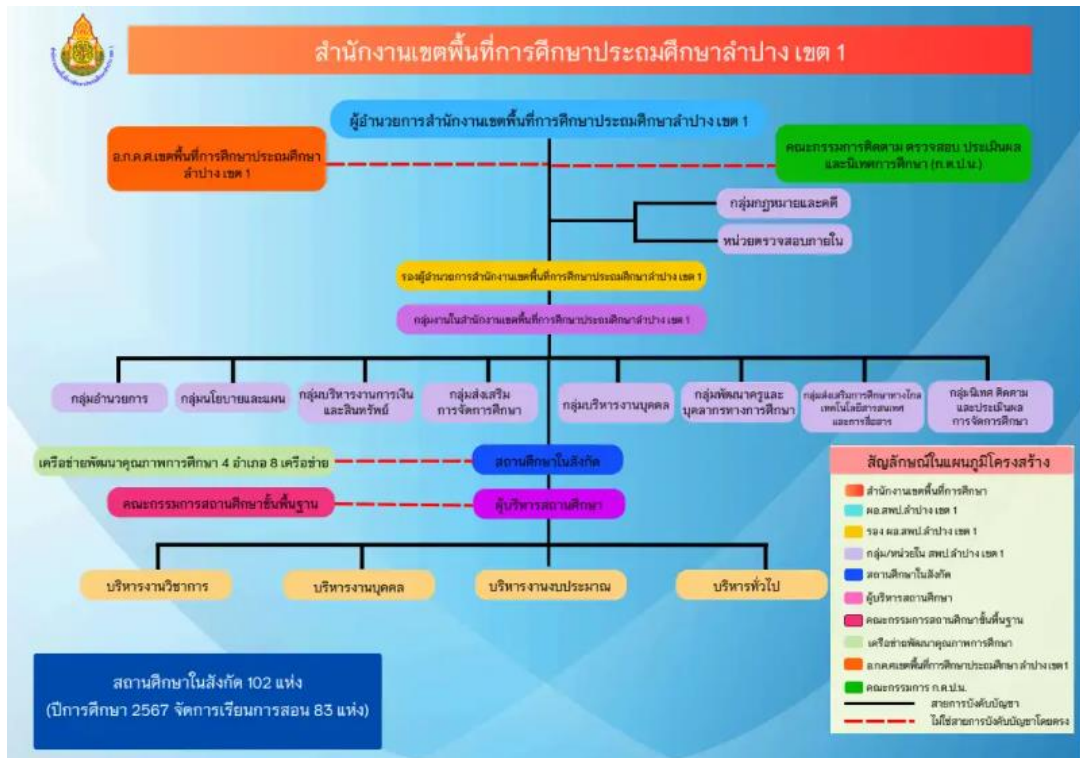 สำนักงานเขตพื้นที่การศึกษาประถมศึกษาลำปาง เขต 1
ผู้อำนวยการสำนักงานเขตพื้นที่การศึกษาประถมศึกษาลำปาง เขต 1
อ.ก.ค.ศ.เขตพื้นที่การศึกษาประถมศึกษา
ลำปาง เขต 1
คณะกรรมการติดตาม ตรวจสอบ ประเมินผล
และนิเทศการศึกษา (ก.ต.ป.น.)
กลุ่มกฎหมายและคดี
หน่วยตรวจสอบภายใน
รองผู้อำนวยการสำนักงานเขตพื้นที่การศึกษาประถมศึกษาลำปาง เขต 1
กลุ่มงานในสำนักงานเขตพื้นที่การศึกษาประถมศึกษาลำปาง เขต 1
กลุ่มอำนวยการ
กลุ่มนโยบายและแผน
กลุ่มบริหารงานการเงิน
และสินทรัพย์
กลุ่มส่งเสริม
การจัดการศึกษา
กลุ่มบริหารงานบุคคล
กลุ่มพัฒนาครูและ
บุคลากรทางการศึกษา
กลุ่มส่งเสริมการศึกษาทางไกล
เทคโนโลยีสารสนเทศ
และการสื่อสาร
กลุ่มนิเทศ ติดตาม
และประเมินผล
การจัดการศึกษา
เครือข่ายพัฒนาคุณภาพการศึกษา 4 อำเภอ 8 เครือข่าย
สถานศึกษาในสังกัด
คณะกรรมการสถานศึกษาขั้นพื้นฐาน
ผู้บริหารสถานศึกษา
บริหารงานวิชาการ
บริหารงานบุคคล
บริหารงานงบประมาณ
บริหารทั่วไป
สถานศึกษาในสังกัด 102 แห่ง
(ปีการศึกษา 2567 จัดการเรียนการสอน 83 แห่ง)
สัญลักษณ์ในแผนภูมิโครงสร้าง
สำนักงานเขตพื้นที่การศึกษา
ผอ.สพป.ลำปาง เขต 1
รอง ผอ.สพป.ลำปาง เขต 1
กลุ่ม/หน่วยใน สพป.ลำปาง เขต 1
สถานศึกษาในสังกัด
ผู้บริหารสถานศึกษา
คณะกรรมการสถานศึกษาขั้นพื้นฐาน
เครือข่ายพัฒนาคุณภาพการศึกษา
อ.ก.ค.ศเขตพื้นที่การศึกษาประถมศึกษา ลำปาง เขต1
คณะกรรมการ ก.ต.ป.น.
สายการบังคับบัญชา
ไม่ใช่สายการบังคับบัญชาโดยตรง